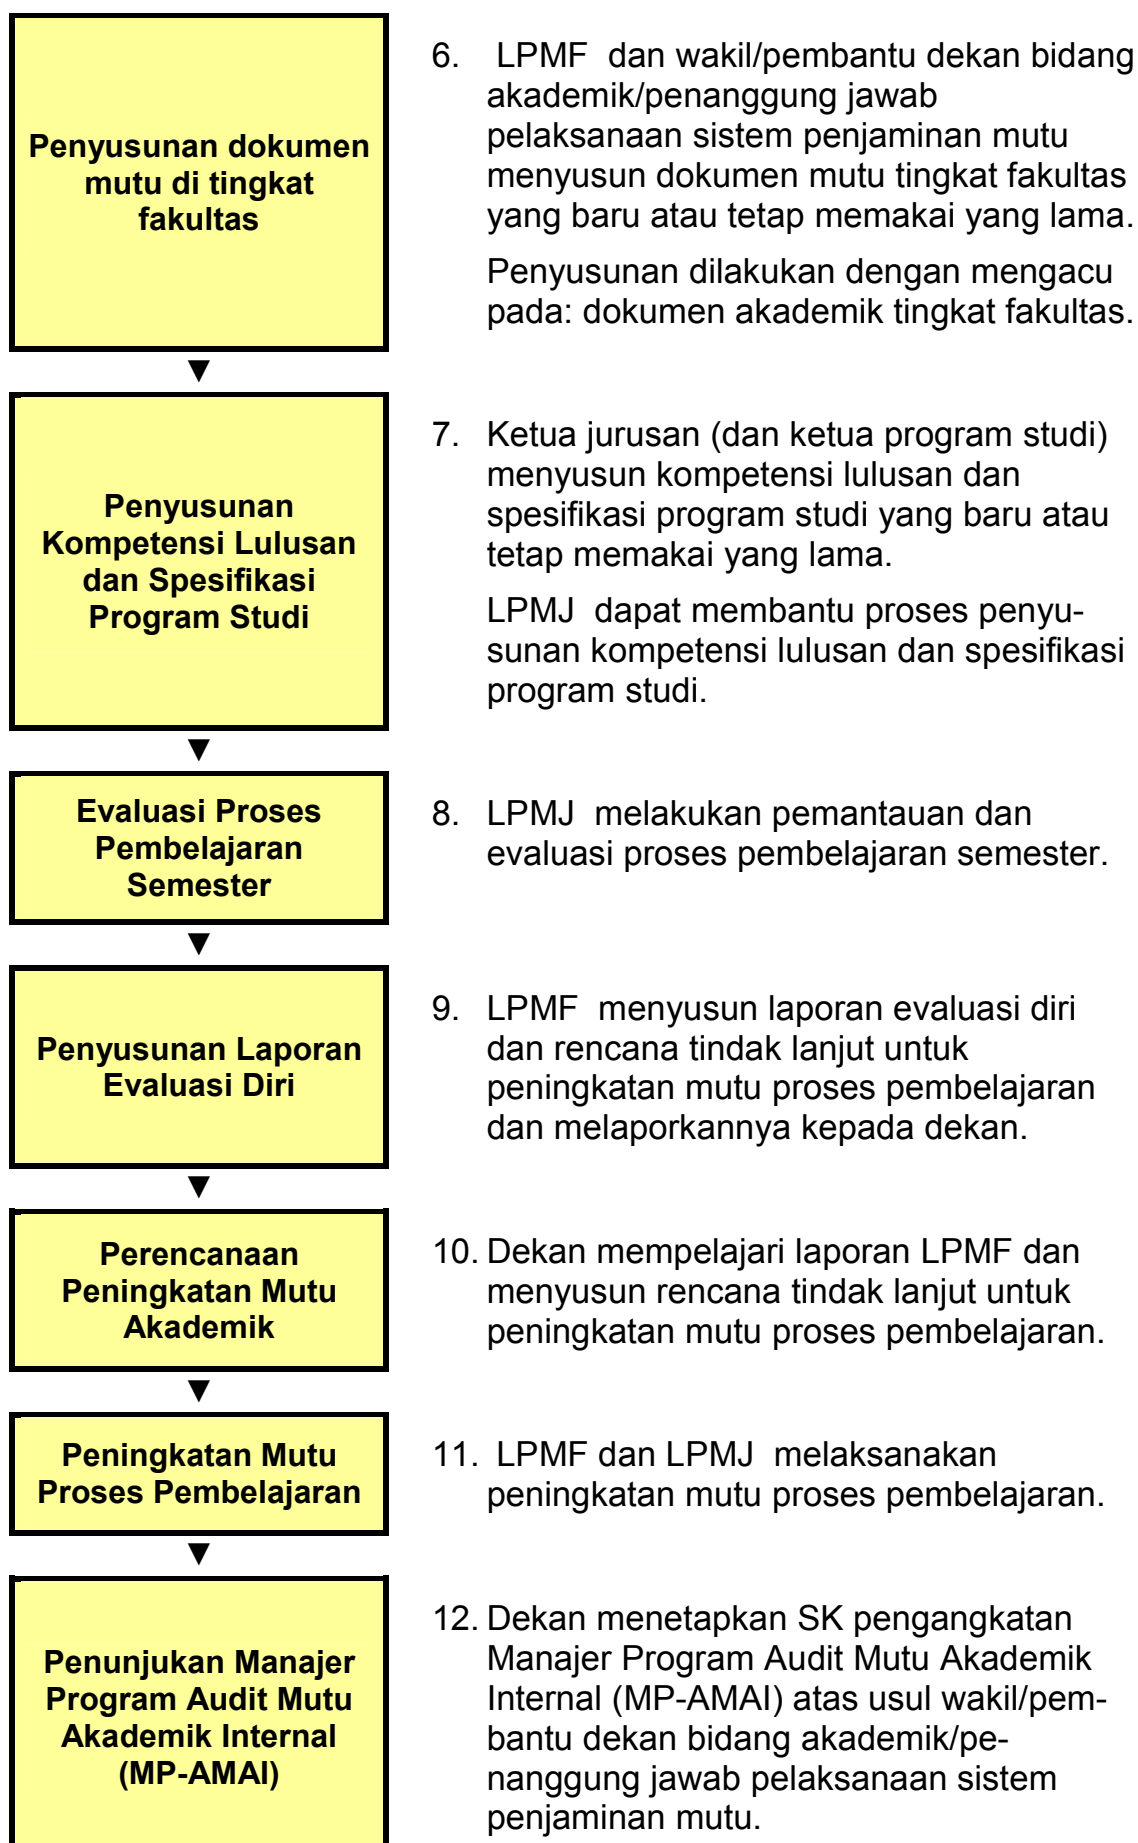 Penyusunan dokumen
mutu di tingkat
fakultas
6. LPMF dan wakil/pembantu dekan bidang
akademik/penanggung jawab
pelaksanaan sistem penjaminan mutu
menyusun dokumen mutu tingkat fakultas
yang baru atau tetap memakai yang lama.
Penyusunan dilakukan dengan mengacu
pada: dokumen akademik tingkat fakultas.
▼
Penyusunan
Kompetensi Lulusan
dan Spesifikasi
Program Studi
7. Ketua jurusan (dan ketua program studi)
menyusun kompetensi lulusan dan
spesifikasi program studi yang baru atau
tetap memakai yang lama.
LPMJ dapat membantu proses penyu-
sunan kompetensi lulusan dan spesifikasi
program studi.
▼
Evaluasi Proses
Pembelajaran
Semester
8. LPMJ melakukan pemantauan dan
evaluasi proses pembelajaran semester.
▼
Penyusunan Laporan
Evaluasi Diri
9. LPMF menyusun laporan evaluasi diri
dan rencana tindak lanjut untuk
peningkatan mutu proses pembelajaran
dan melaporkannya kepada dekan.
▼
Perencanaan
Peningkatan Mutu
Akademik
10. Dekan mempelajari laporan LPMF dan
menyusun rencana tindak lanjut untuk
peningkatan mutu proses pembelajaran.
▼
Peningkatan Mutu
Proses Pembelajaran
11. LPMF dan LPMJ melaksanakan
peningkatan mutu proses pembelajaran.
▼
Penunjukan Manajer
Program Audit Mutu
Akademik Internal
(MP-AMAI)
12. Dekan menetapkan SK pengangkatan
Manajer Program Audit Mutu Akademik
Internal (MP-AMAI) atas usul wakil/pem-
bantu dekan bidang akademik/pe-
nanggung jawab pelaksanaan sistem
penjaminan mutu.